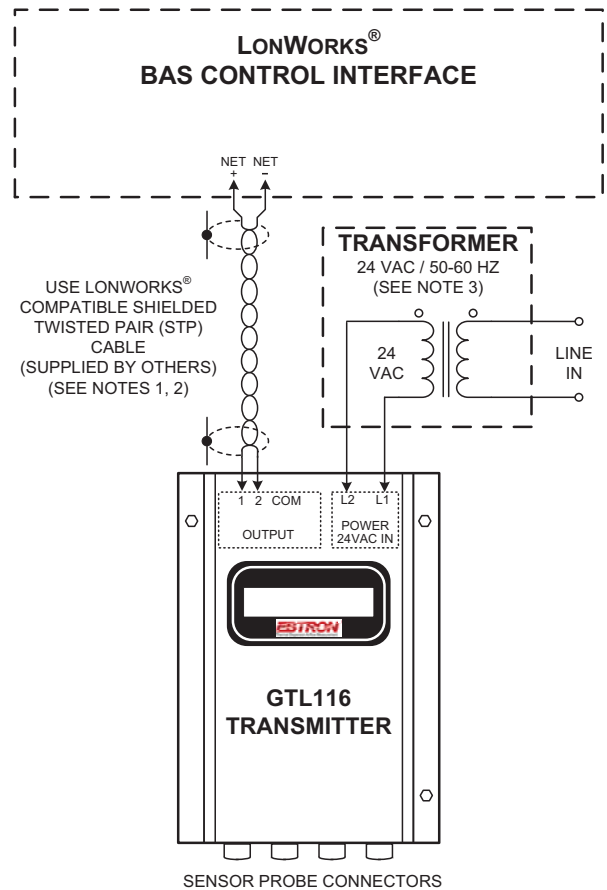 LONWORKS®
BAS CONTROL INTERFACE
NET NET
+ –
TRANSFORMER
24 VAC / 50-60 HZ
(SEE NOTE 3)
USE LONWORKS®
COMPATIBLE SHIELDED
TWISTED PAIR (STP)
CABLE
(SUPPLIED BY OTHERS)
(SEE NOTES 1, 2)
24
VAC
LINE
IN
1 2 COM
OUTPUT
L2 L1
POWER
24VAC IN
EBTRON
GTL116
TRANSMITTER
SENSOR PROBE CONNECTORS